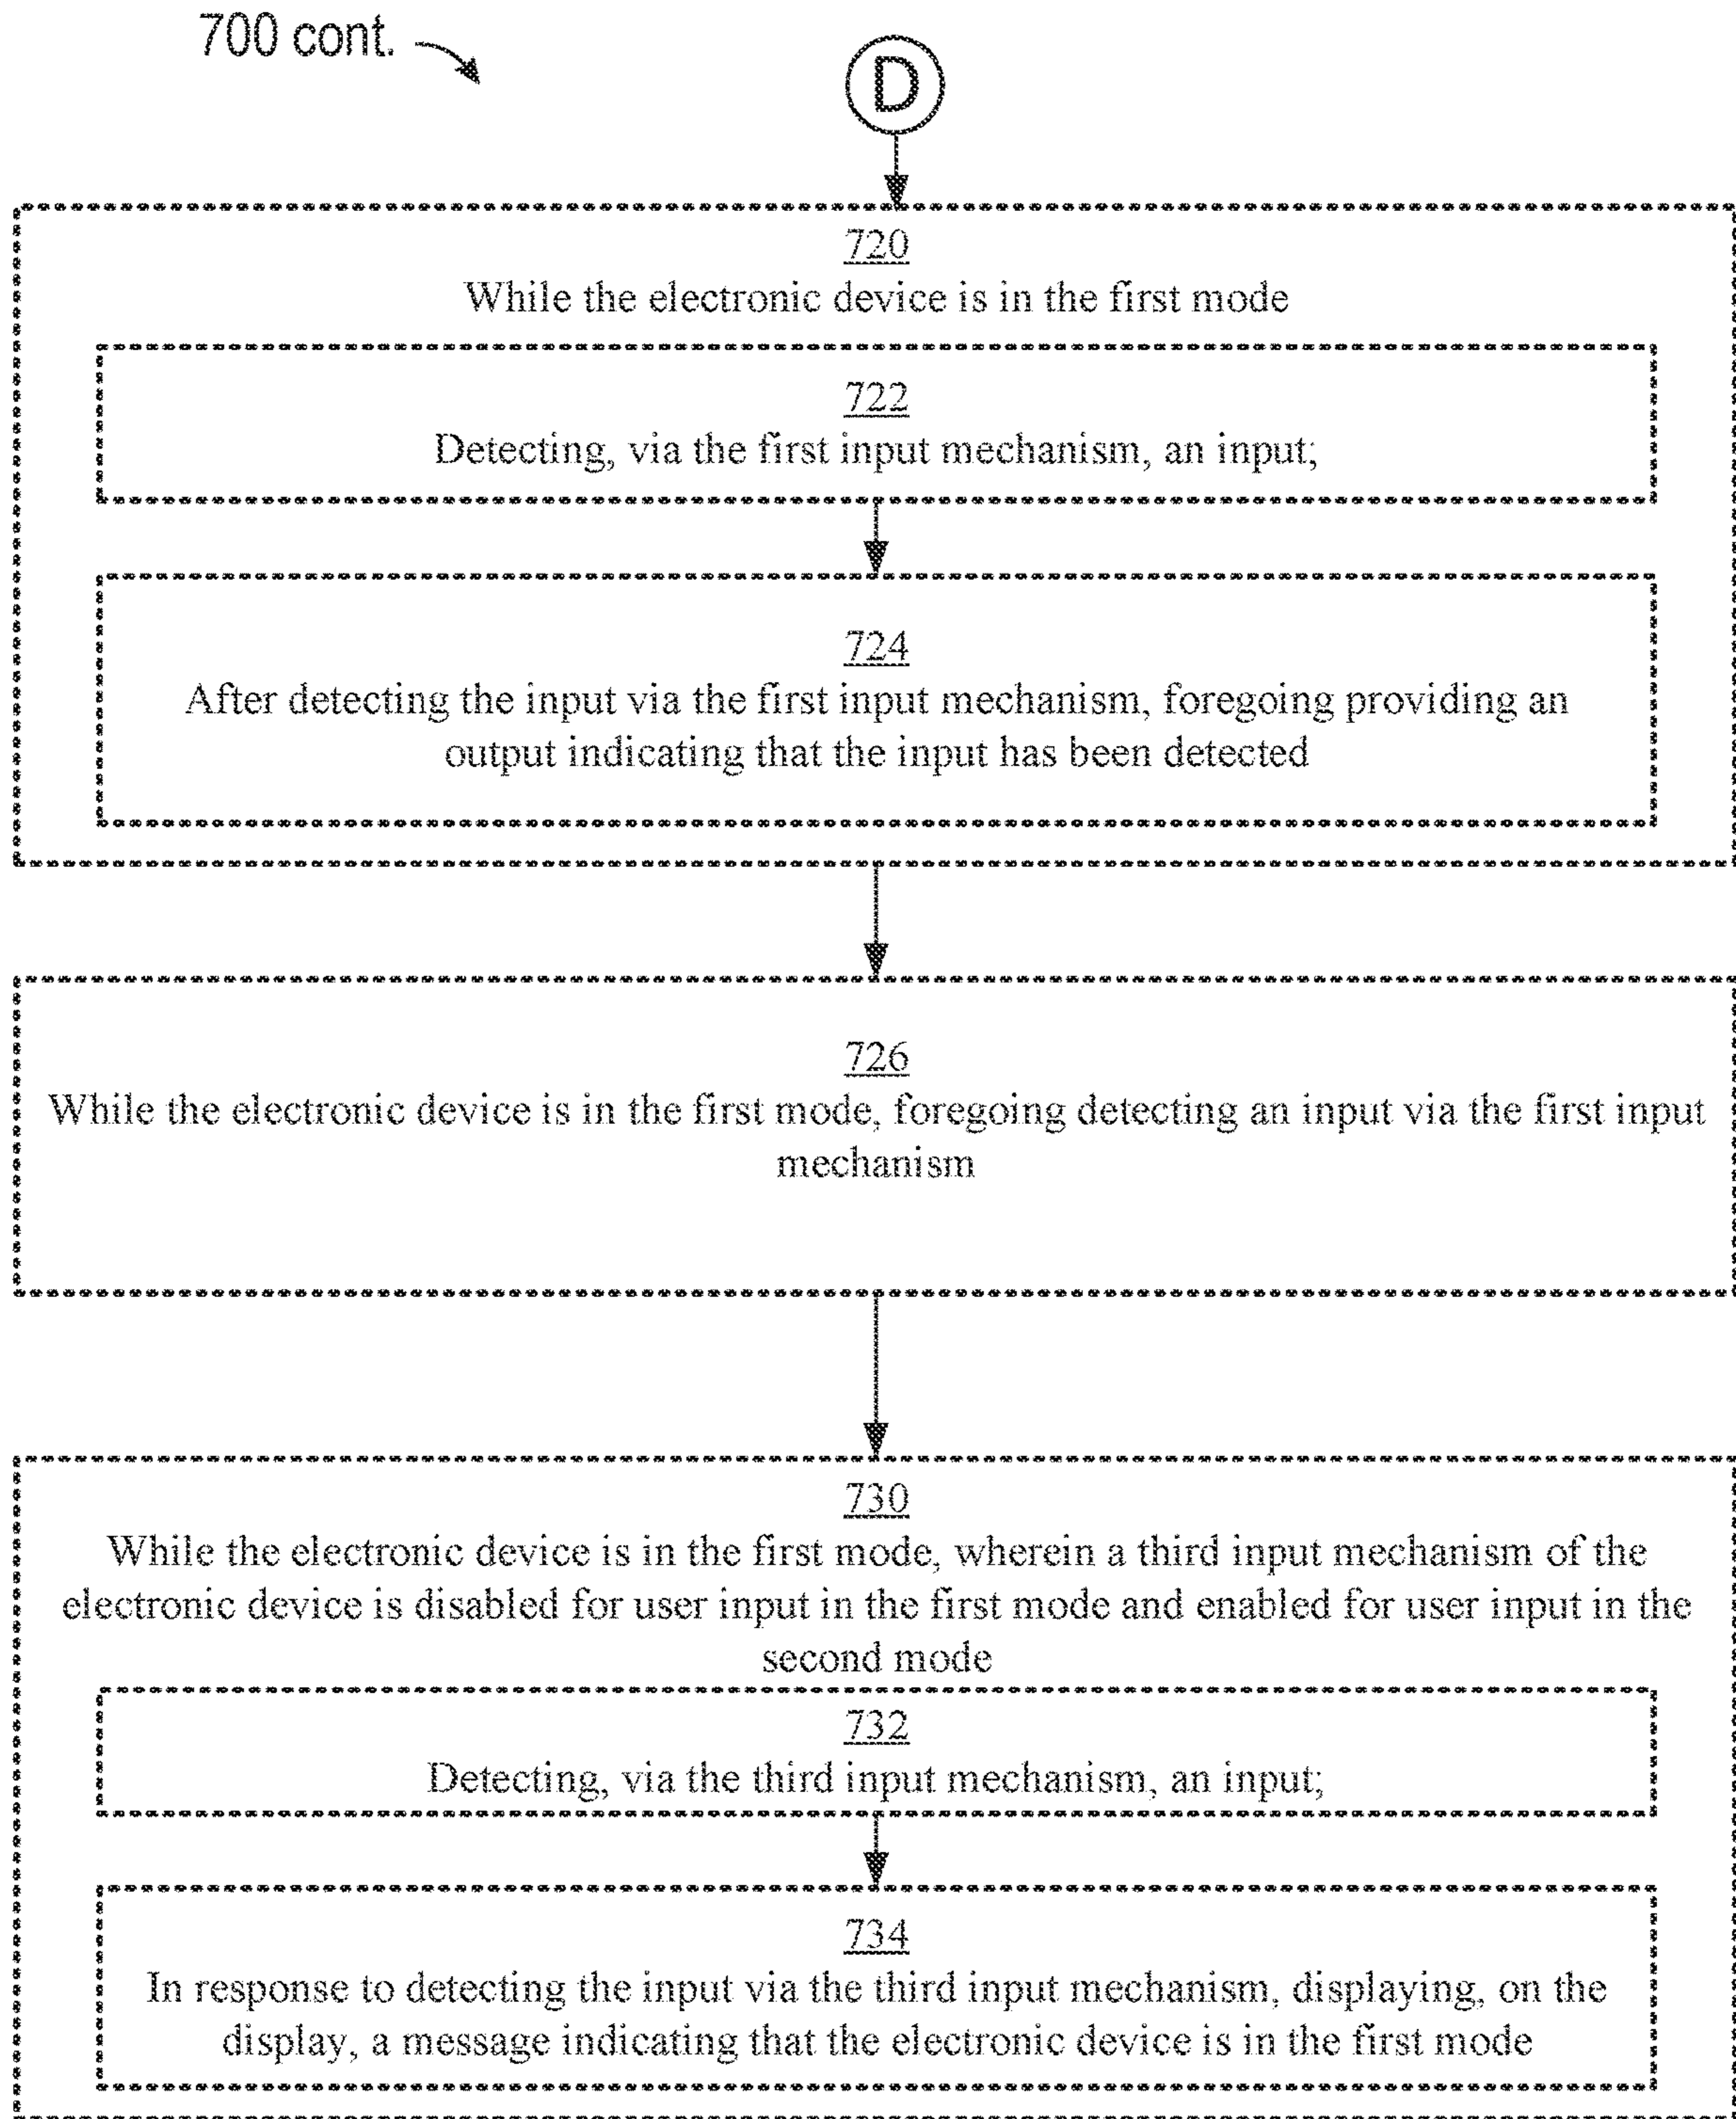 700 cont.
D
720
While the electronic device is in the first mode
722
Detecting, via the first input mechanism, an input;
724
After detecting the input via the first input mechanism, foregoing providing an
output indicating that the input has been detected
726
While the electronic device is in the first mode, foregoing detecting an input via the first input
mechanism
730
While the electronic device is in the first mode, wherein a third input mechanism of the
electronic device is disabled for user input in the first mode and enabled for user input in the
second mode
732
Detecting, via the third input mechanism, an input;
734
In response to detecting the input via the third input mechanism, displaying, on the
display, a message indicating that the electronic device is in the first mode